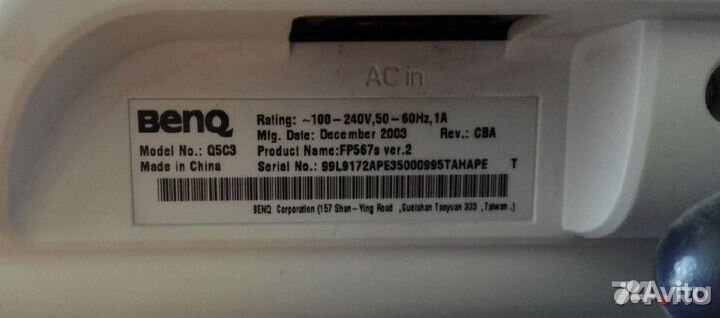 AC in
BenQ
Rating: ~100-240V,50-60Hz,1A
Mfg. Date: December 2003 Rev.: CBA
Model No.: Q5C3 Product Name:FP567s ver.2
Made in China Serial No.: 99L9172APE35000995TAHAPE T
BENQ Corporation (157 Shan-Ying Road ,Gueishan Taoyuan 333 ,Taiwan.)
Avito